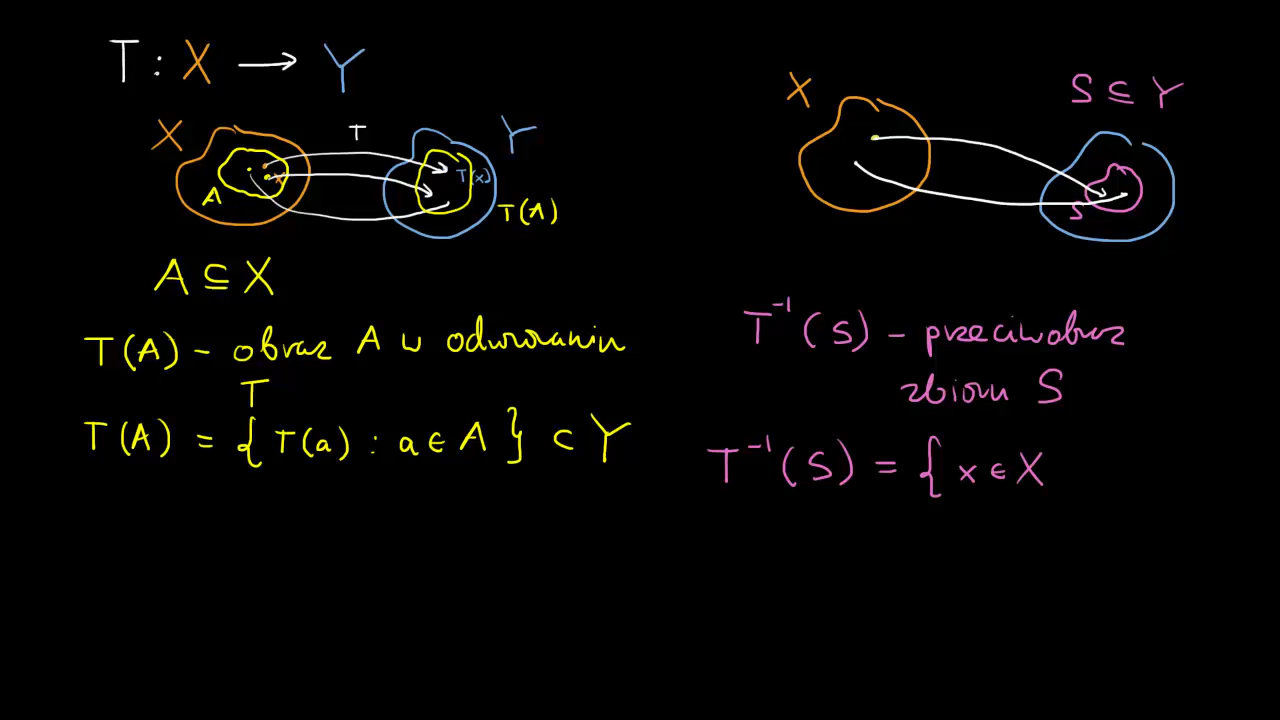 T : X → Y
X T Y
A x T(x) T(A)
A ⊆ X
T(A) – obraz A w odwzorowaniu
T
T(A) = { T(a) : a ∈ A } ⊂ Y
X S ⊆ Y
S
T⁻¹(S) – przeciwobraz
zbioru S
T⁻¹(S) = { x ∈ X